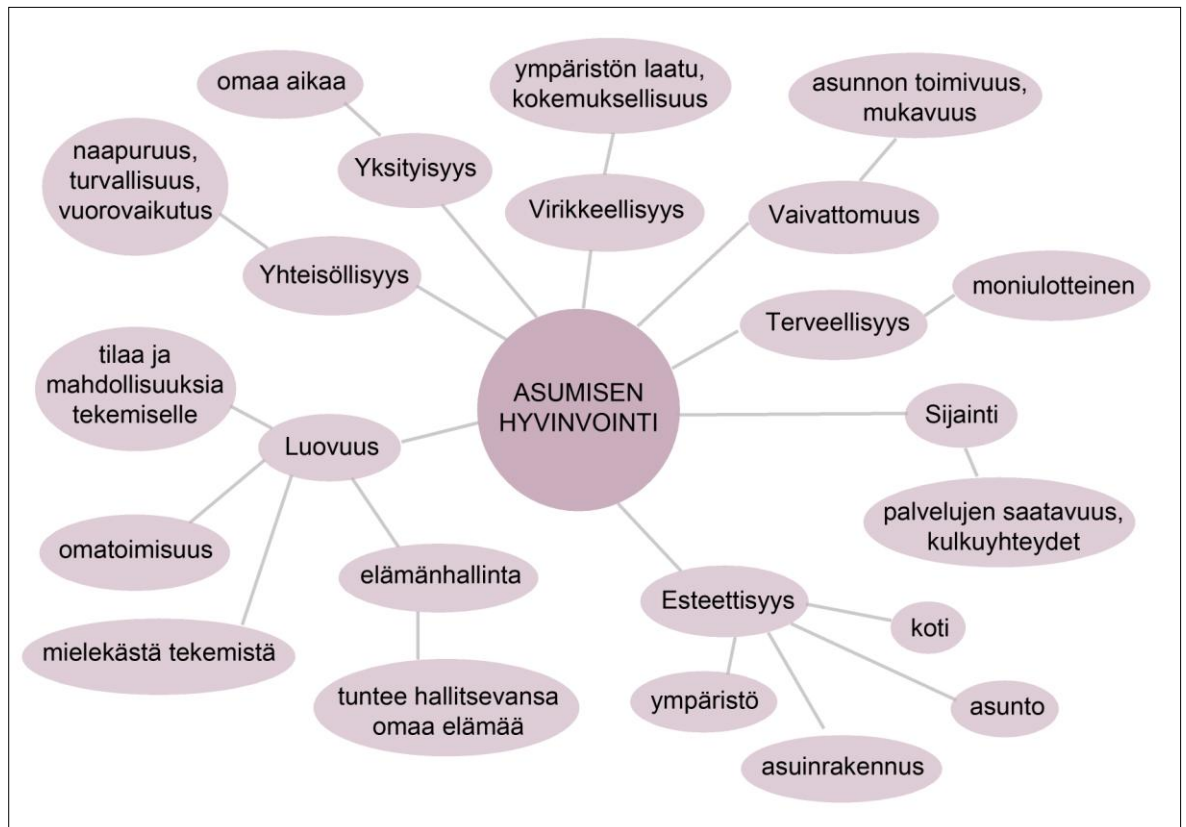 omaa aikaa
ympäristön laatu,
kokemuksellisuus
asunnon toimivuus,
mukavuus
naapuruus,
turvallisuus,
vuorovaikutus
Yksityisyys
Virikkeellisyys
Vaivattomuus
Yhteisöllisyys
moniulotteinen
Terveellisyys
tilaa ja
mahdollisuuksia
tekemiselle
ASUMISEN
HYVINVOINTI
Sijainti
Luovuus
palvelujen saatavuus,
kulkuyhteydet
omatoimisuus
elämänhallinta
Esteettisyys
koti
mielekästä tekemistä
tuntee hallitsevansa
omaa elämää
ympäristö
asunto
asuinrakennus